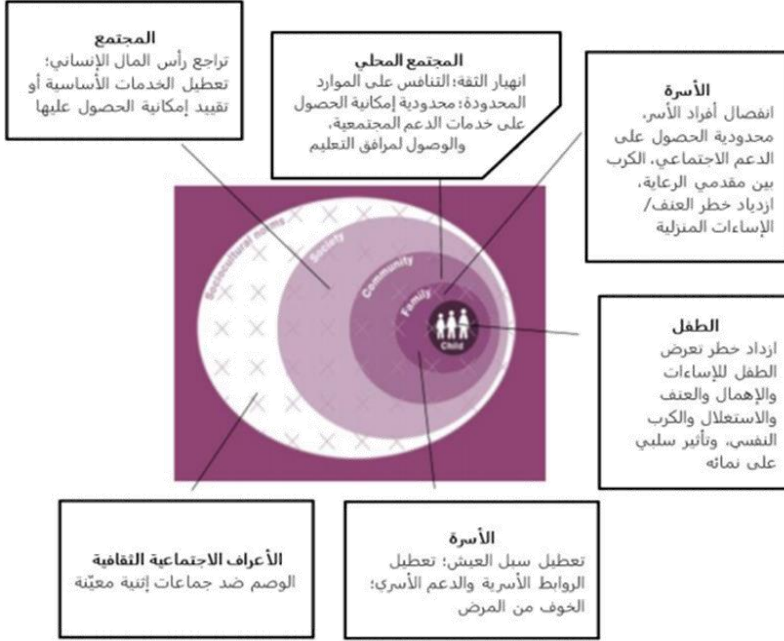 المجتمع
تراجع رأس المال الإنساني؛
تعطيل الخدمات الأساسية أو
تقييد إمكانية الحصول عليها
المجتمع المحلي
انهيار الثقة؛ التنافس على الموارد
المحدودة؛ محدودية إمكانية الحصول
على خدمات الدعم المجتمعية،
والوصول لمرافق التعليم
الأسرة
انفصال أفراد الأسر،
محدودية الحصول على
الدعم الاجتماعي، الكرب
بين مقدمي الرعاية،
ازدياد خطر العنف/
الإساءات المنزلية
Sociocultural norms
Society
Community
Family
Child
الطفل
ازداد خطر تعرض
الطفل للإساءات
والإهمال والعنف
والاستغلال والكرب
النفسي، وتأثير سلبي
على نمائه
الأسرة
تعطيل سبل العيش؛ تعطيل
الروابط الأسرية والدعم الأسري؛
الخوف من المرض
الأعراف الاجتماعية الثقافية
الوصم ضد جماعات إثنية معيّنة